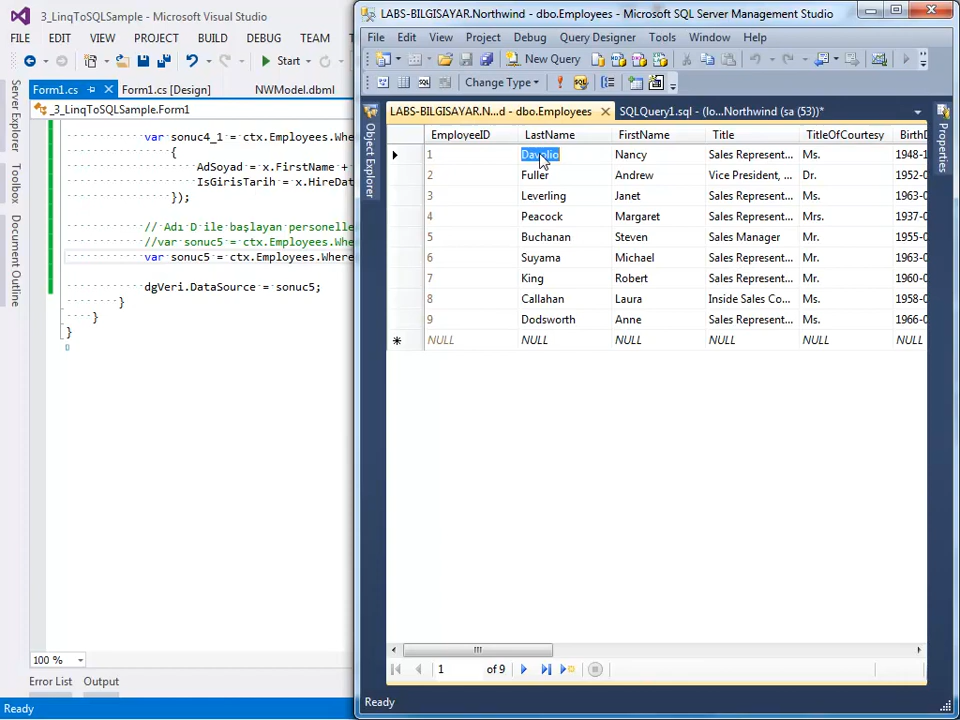 3_LinqToSQLSample - Microsoft Visual Studio
FILE EDIT VIEW PROJECT BUILD DEBUG TEAM
Start
Form1.cs Form1.cs [Design] NWModel.dbml
_3_LinqToSQLSample.Form1
Server Explorer
Toolbox
Document Outline
var sonuc4_1 = ctx.Employees.Whe
{
AdSoyad = x.FirstName +
IsGirisTarih = x.HireDat
});
// Adı D ile başlayan personelle
//var sonuc5 = ctx.Employees.Whe
var sonuc5 = ctx.Employees.Where
dgVeri.DataSource = sonuc5;
}
}
}
100 %
Error List Output
Ready
LABS-BILGISAYAR.Northwind - dbo.Employees - Microsoft SQL Server Management Studio
File Edit View Project Debug Query Designer Tools Window Help
New Query
Change Type
LABS-BILGISAYAR.N...d - dbo.Employees SQLQuery1.sql - (lo...Northwind (sa (53))*
Object Explorer
Properties
EmployeeID LastName FirstName Title TitleOfCourtesy BirthD
1 Davolio Nancy Sales Represent... Ms. 1948-1
2 Fuller Andrew Vice President, ... Dr. 1952-0
3 Leverling Janet Sales Represent... Ms. 1963-0
4 Peacock Margaret Sales Represent... Mrs. 1937-0
5 Buchanan Steven Sales Manager Mr. 1955-0
6 Suyama Michael Sales Represent... Mr. 1963-0
7 King Robert Sales Represent... Mr. 1960-0
8 Callahan Laura Inside Sales Co... Ms. 1958-0
9 Dodsworth Anne Sales Represent... Ms. 1966-0
NULL NULL NULL NULL NULL NULL
1 of 9
Ready